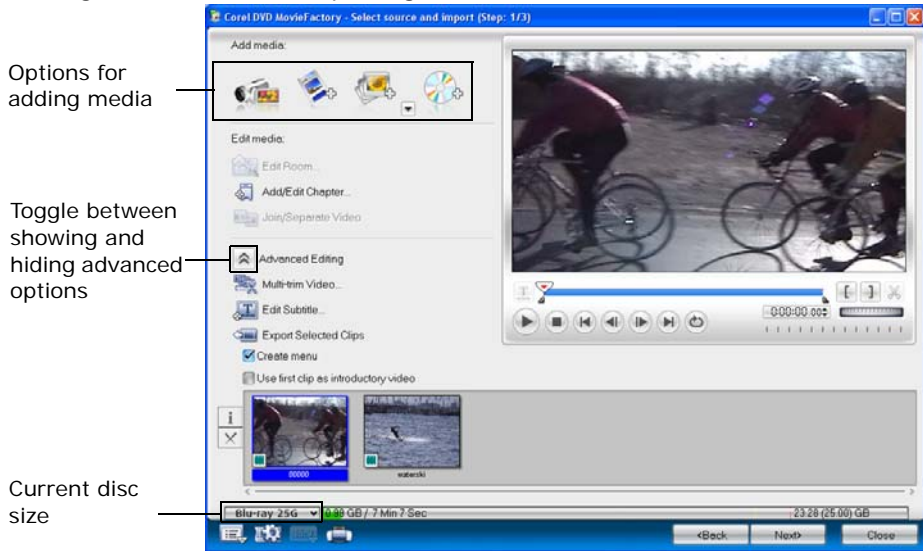 Corel DVD MovieFactory - Select source and import (Step: 1/3)
Add media:
Options for
adding media
Edit media:
Edit Room...
Add/Edit Chapter...
Join/Separate Video
Toggle between
showing and
hiding advanced
options
Advanced Editing
Multi-trim Video...
Edit Subtitle...
Export Selected Clips
Create menu
Use first clip as introductory video
0:00:00.00
00000
waterski
Current disc
size
Blu-ray 25G
0.98 GB / 7 Min 7 Sec
23.28 (25.00) GB
<Back
Next>
Close